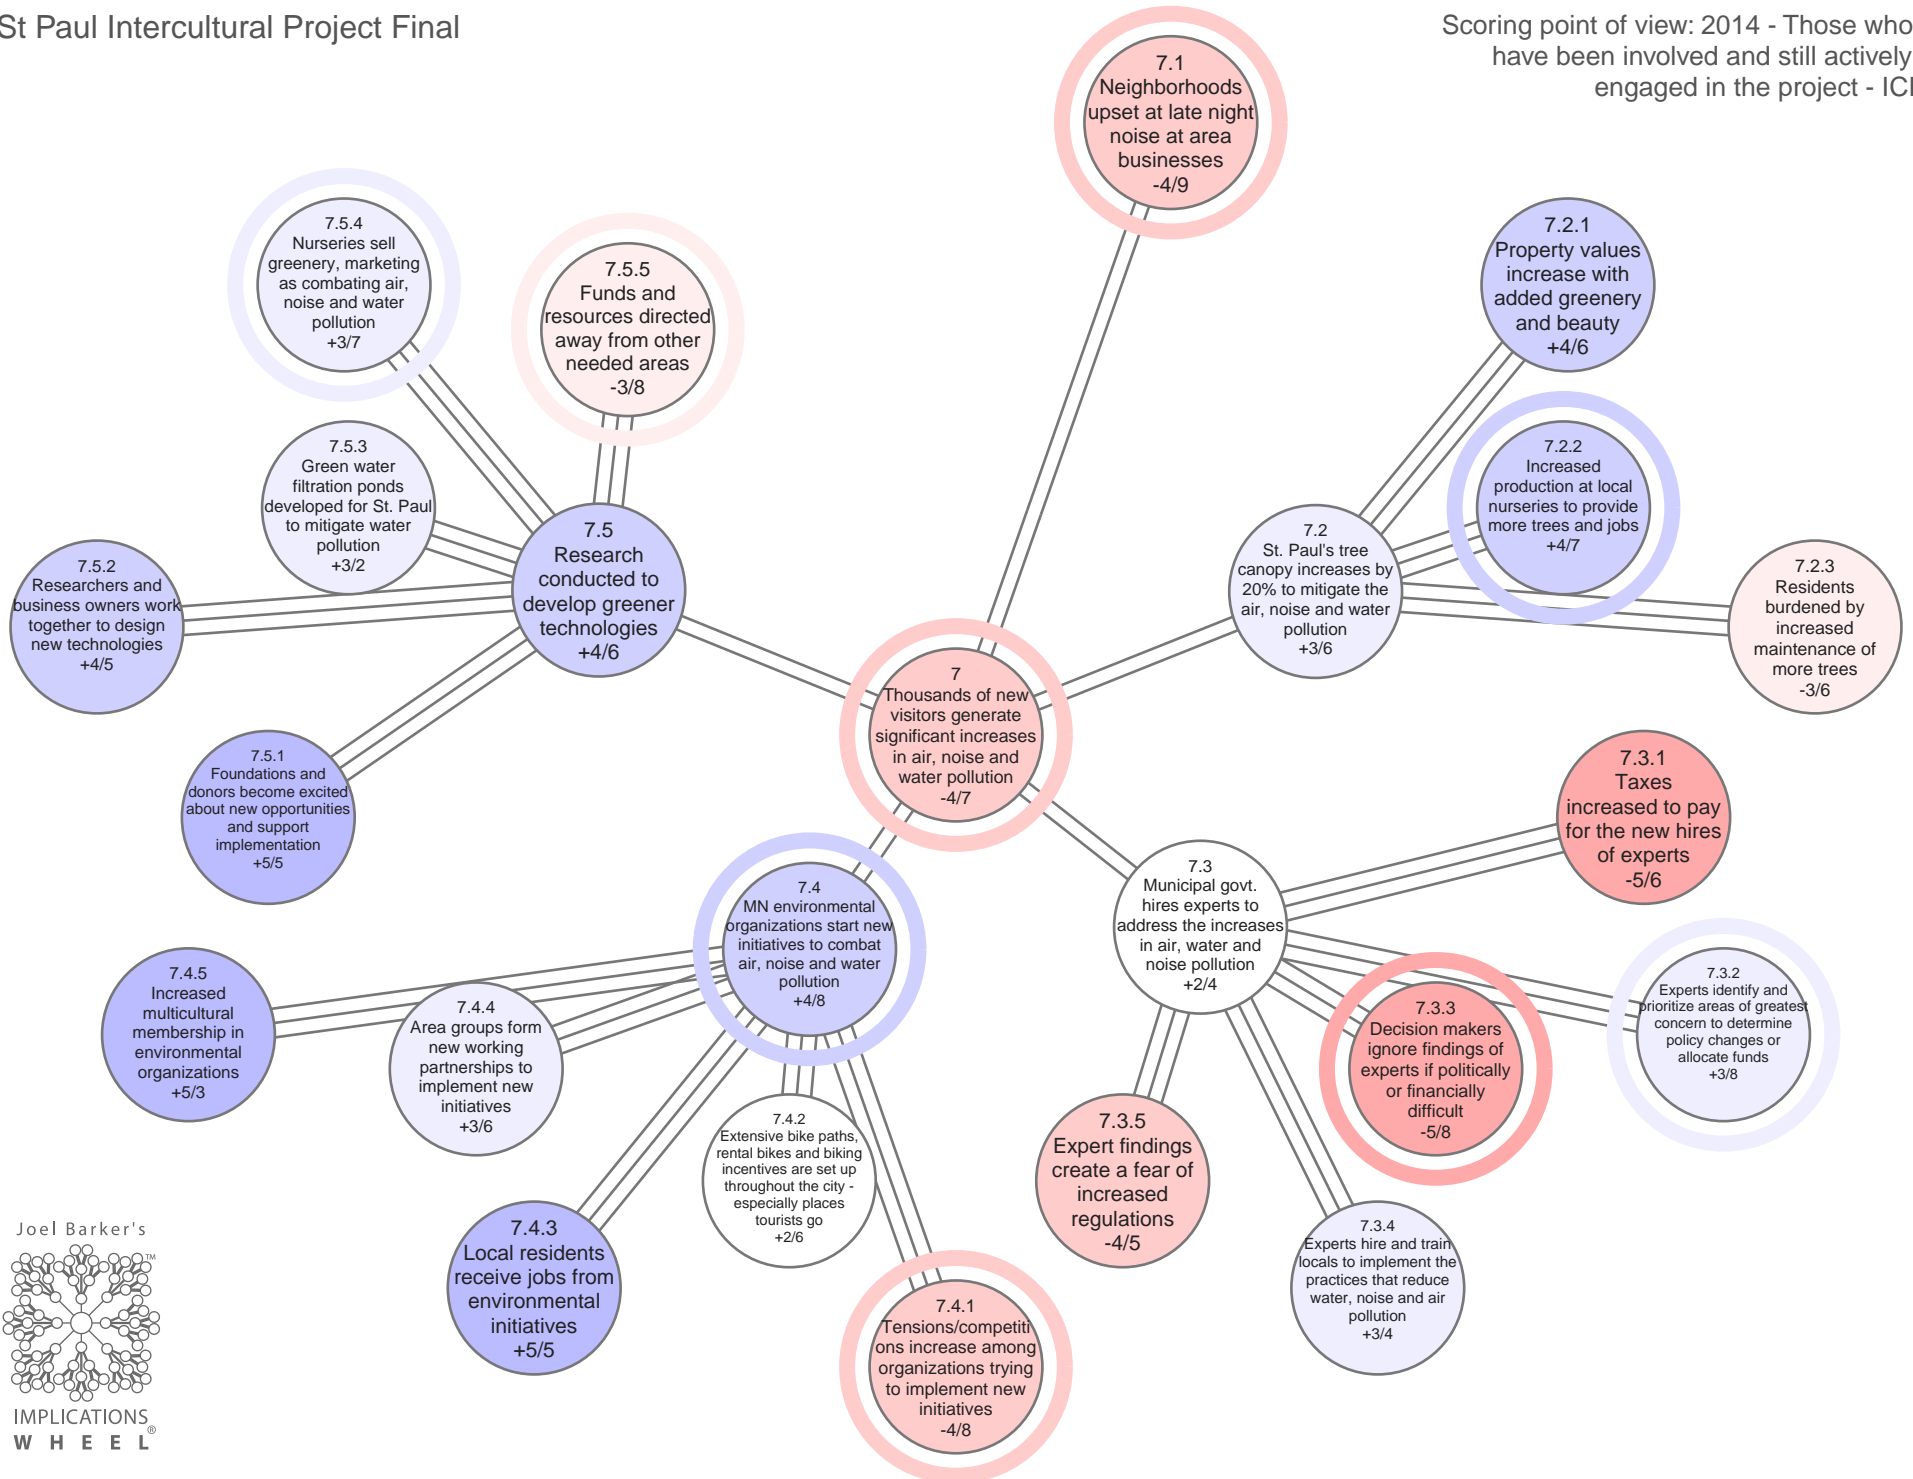 St Paul Intercultural Project Final
Scoring point of view: 2014 - Those who
have been involved and still actively
engaged in the project - ICI
7.1
Neighborhoods
upset at late night
noise at area
businesses
-4/9
7.5.4
Nurseries sell
greenery, marketing
as combating air,
noise and water
pollution
+3/7
7.5.5
Funds and
resources directed
away from other
needed areas
-3/8
7.2.1
Property values
increase with
added greenery
and beauty
+4/6
7.5.3
Green water
filtration ponds
developed for St. Paul
to mitigate water
pollution
+3/2
7.2.2
Increased
production at local
nurseries to provide
more trees and jobs
+4/7
7.5
Research
conducted to
develop greener
technologies
+4/6
7.2
St. Paul's tree
canopy increases by
20% to mitigate the
air, noise and water
pollution
+3/6
7.5.2
Researchers and
business owners work
together to design
new technologies
+4/5
7.2.3
Residents
burdened by
increased
maintenance of
more trees
-3/6
7
Thousands of new
visitors generate
significant increases
in air, noise and
water pollution
-4/7
7.5.1
Foundations and
donors become excited
about new opportunities
and support
implementation
+5/5
7.3.1
Taxes
increased to pay
for the new hires
of experts
-5/6
7.4
MN environmental
organizations start new
initiatives to combat
air, noise and water
pollution
+4/8
7.3
Municipal govt.
hires experts to
address the increases
in air, water and
noise pollution
+2/4
7.4.5
Increased
multicultural
membership in
environmental
organizations
+5/3
7.4.4
Area groups form
new working
partnerships to
implement new
initiatives
+3/6
7.3.3
Decision makers
ignore findings of
experts if politically
or financially
difficult
-5/8
7.3.2
Experts identify and
prioritize areas of greatest
concern to determine
policy changes or
allocate funds
+3/8
7.4.2
Extensive bike paths,
rental bikes and biking
incentives are set up
throughout the city -
especially places
tourists go
+2/6
7.3.5
Expert findings
create a fear of
increased
regulations
-4/5
7.4.3
Local residents
receive jobs from
environmental
initiatives
+5/5
7.3.4
Experts hire and train
locals to implement the
practices that reduce
water, noise and air
pollution
+3/4
7.4.1
Tensions/competiti
ons increase among
organizations trying
to implement new
initiatives
-4/8
Joel Barker's
™
IMPLICATIONS
WHEEL®